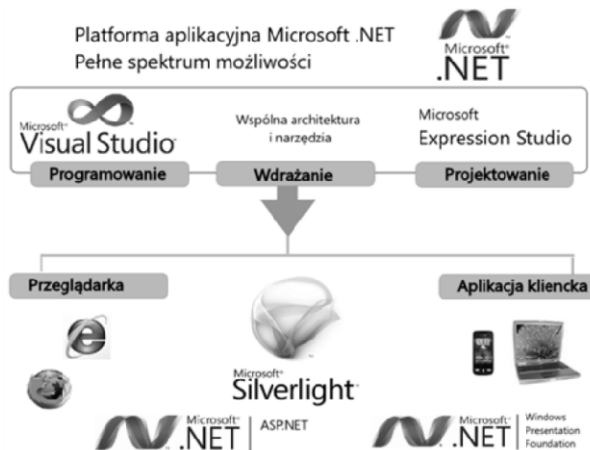 Platforma aplikacyjna Microsoft .NET
Pełne spektrum możliwości
Microsoft®
.NET
Microsoft®
Visual Studio
Wspólna architektura
i narzędzia
Microsoft
Expression Studio
Programowanie
Wdrażanie
Projektowanie
Przeglądarka
Aplikacja kliencka
Microsoft®
Silverlight™
Microsoft®
.NET
ASP.NET
Microsoft®
.NET
Windows
Presentation
Foundation